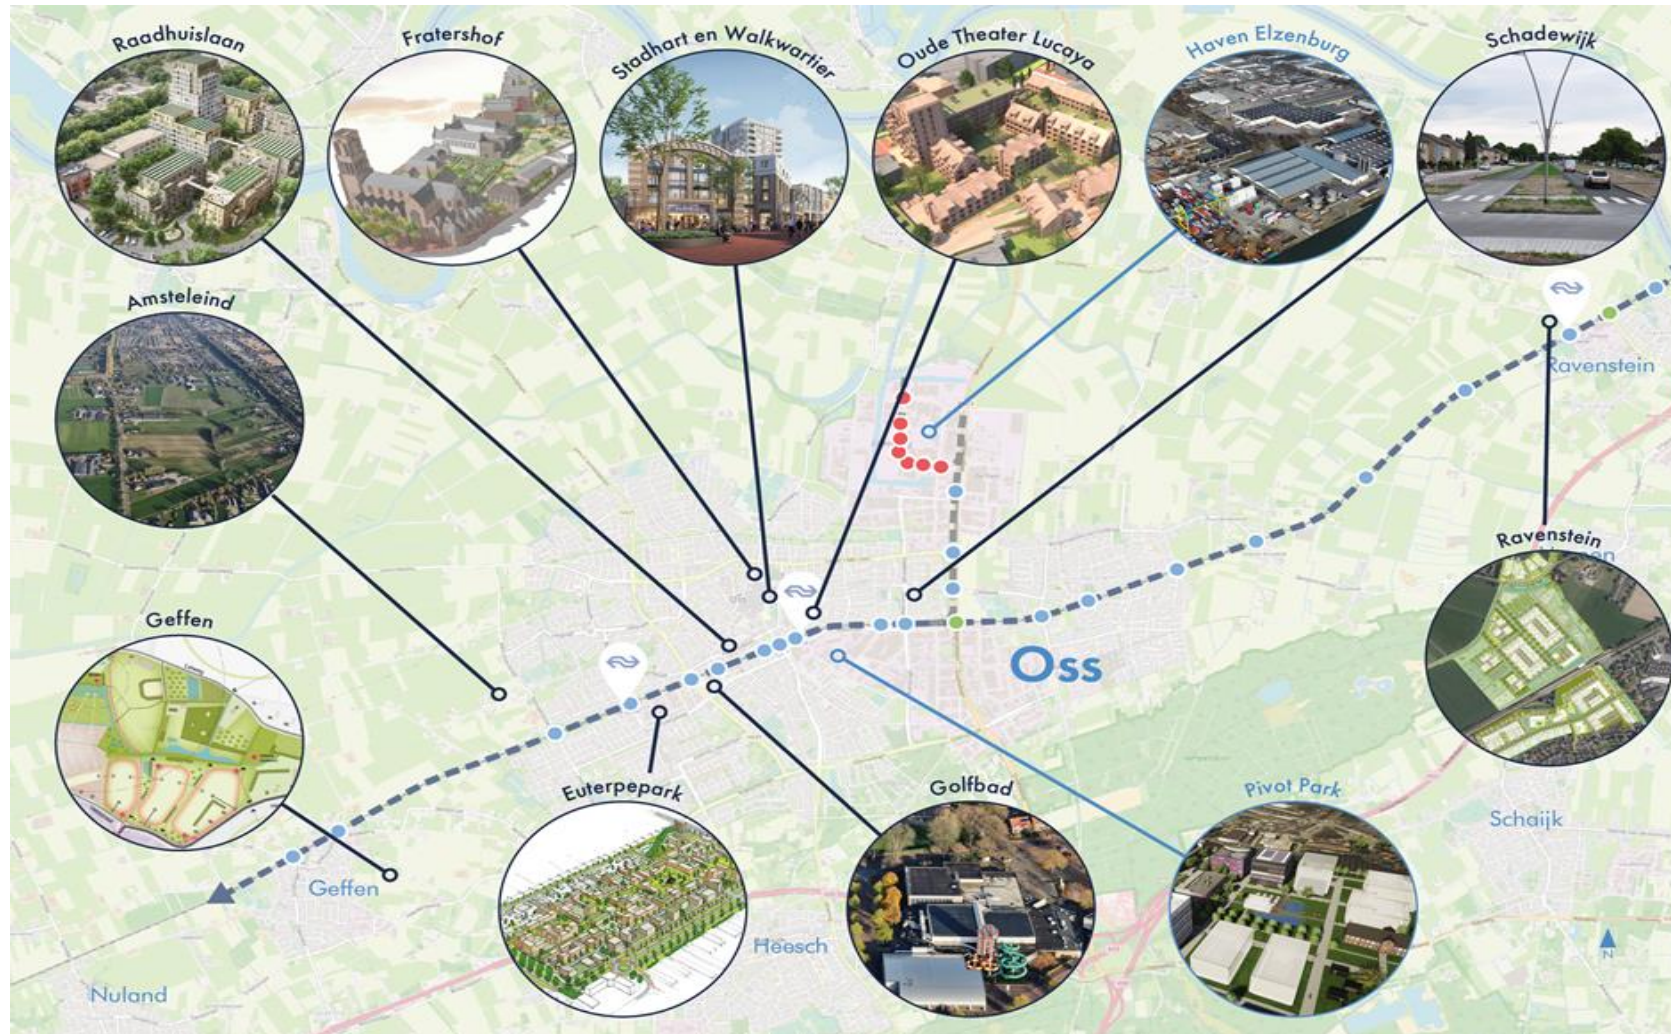 Raadhuislaan
Fratershof
Stadhart en Walkwartier
Oude Theater Lucaya
Haven Elzenburg
Schadewijk
Amsteleind
Ravenstein
Ravenstein
Geffen
Oss
Euterpepark
Golfbad
Pivot Park
Schaijk
Geffen
Heesch
N
Nuland